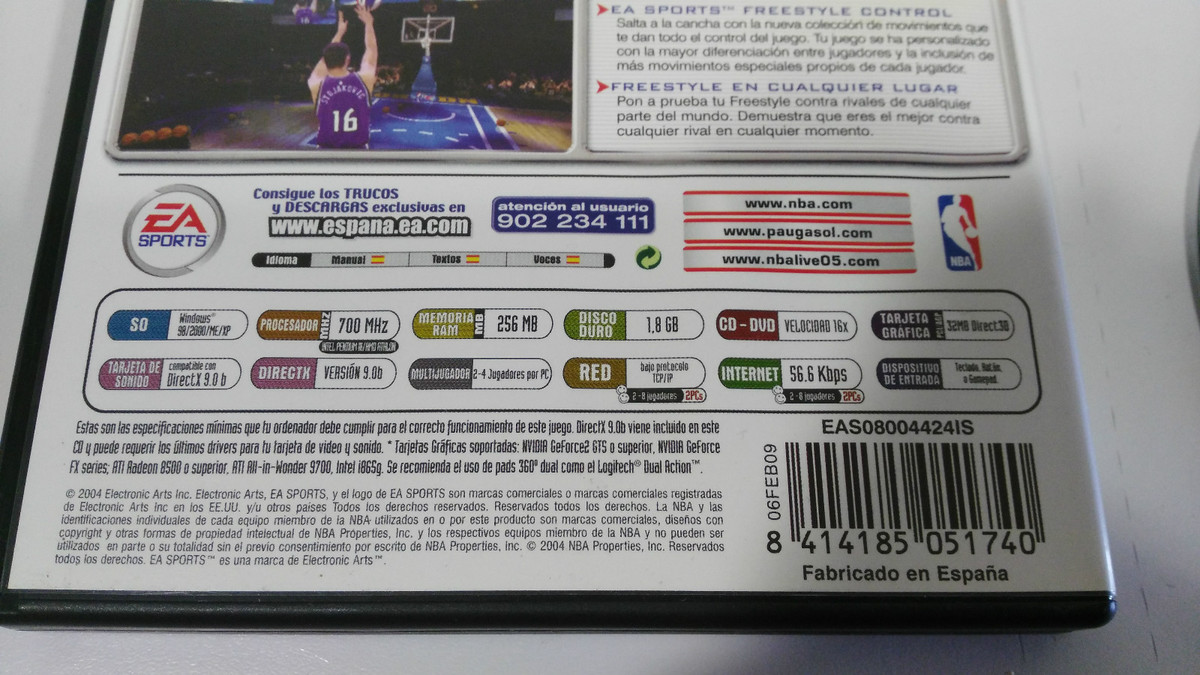 EA SPORTS™ FREESTYLE CONTROL
Salta a la cancha con la nueva colección de movimientos que
te dan todo el control del juego. Tu juego se ha personalizado
con la mayor diferenciación entre jugadores y la inclusión de
más movimientos especiales propios de cada jugador.
FREESTYLE EN CUALQUIER LUGAR
Pon a prueba tu Freestyle contra rivales de cualquier
parte del mundo. Demuestra que eres el mejor contra
cualquier rival en cualquier momento.
STOJAKOVIC
16
EA
SPORTS
Consigue los TRUCOS
y DESCARGAS exclusivas en
www.espana.ea.com
atención al usuario
902 234 111
Idioma Manual Textos Voces
www.nba.com
www.paugasol.com
www.nbalive05.com
NBA
SO Windows® 98/2000/ME/XP
PROCESADOR MHZ 700 MHz
INTEL PENTIUM III/AMD ATHLON
MEMORIA RAM MB 256 MB
DISCO DURO 1,8 GB
CD - DVD VELOCIDAD 16x
TARJETA GRÁFICA 32MB Direct3D
TARJETA DE SONIDO compatible con DirectX 9.0 b
DIRECTX VERSIÓN 9.0b
MULTIJUGADOR 2-4 Jugadores por PC
RED bajo protocolo TCP/IP
2 - 8 jugadores 2PCs
INTERNET 56.6 Kbps
2 - 8 jugadores 2PCs
DISPOSITIVO DE ENTRADA Teclado, Ratón, o Gamepad.
Estas son las especificaciones mínimas que tu ordenador debe cumplir para el correcto funcionamiento de este juego. DirectX 9.0b viene incluido en este
CD y puede requerir los últimos drivers para tu tarjeta de video y sonido. * Tarjetas Gráficas soportadas: NVIDIA GeForce2 GTS o superior, NVIDIA GeForce
FX series; ATI Radeon 8500 o superior, ATI All-in-Wonder 9700, Intel i865g. Se recomienda el uso de pads 360º dual como el Logitech® Dual Action™.
© 2004 Electronic Arts Inc. Electronic Arts, EA SPORTS, y el logo de EA SPORTS son marcas comerciales o marcas comerciales registradas
de Electronic Arts Inc en los EE.UU. y/u otros países Todos los derechos reservados. Reservados todos los derechos. La NBA y las
identificaciones individuales de cada equipo miembro de la NBA utilizados en o por este producto son marcas comerciales, diseños con
copyright y otras formas de propiedad intelectual de NBA Properties, Inc. y los respectivos equipos miembro de la NBA y no pueden ser
utilizados en parte o su totalidad sin el previo consentimiento por escrito de NBA Properties, Inc. © 2004 NBA Properties, Inc. Reservados
todos los derechos. EA SPORTS™ es una marca de Electronic Arts™.
EAS08004424IS
06FEB09
8 414185 051740
Fabricado en España